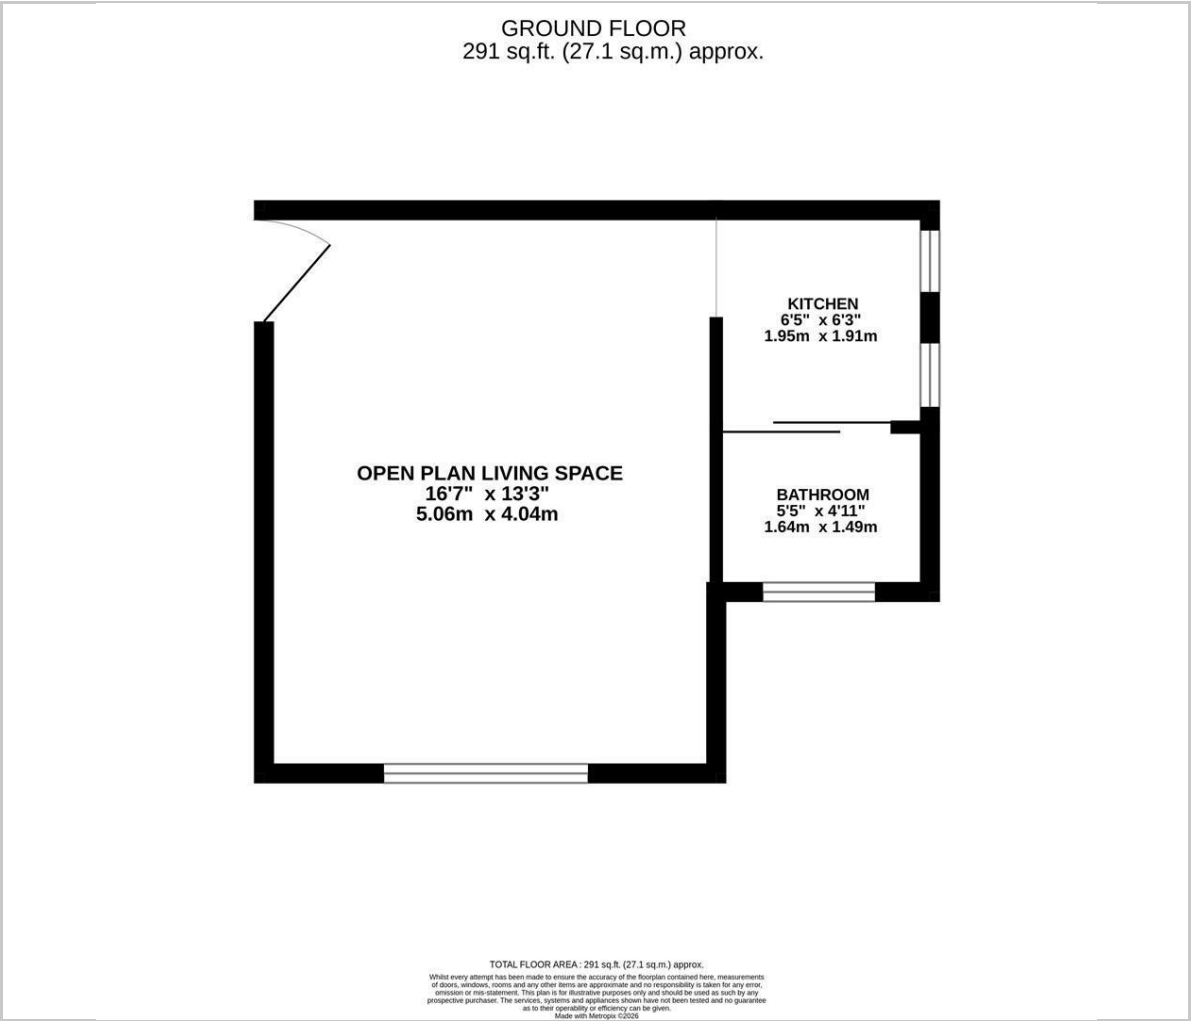 GROUND FLOOR
291 sq.ft. (27.1 sq.m.) approx.
KITCHEN
6'5" x 6'3"
1.95m x 1.91m
OPEN PLAN LIVING SPACE
16'7" x 13'3"
5.06m x 4.04m
BATHROOM
5'5" x 4'11"
1.64m x 1.49m
TOTAL FLOOR AREA : 291 sq.ft. (27.1 sq.m.) approx.
Whilst every attempt has been made to ensure the accuracy of the floorplan contained here, measurements
of doors, windows, rooms and any other items are approximate and no responsibility is taken for any error,
omission or mis-statement. This plan is for illustrative purposes only and should be used as such by any
prospective purchaser. The services, systems and appliances shown have not been tested and no guarantee
as to their operability or efficiency can be given.
Made with Metropix ©2026